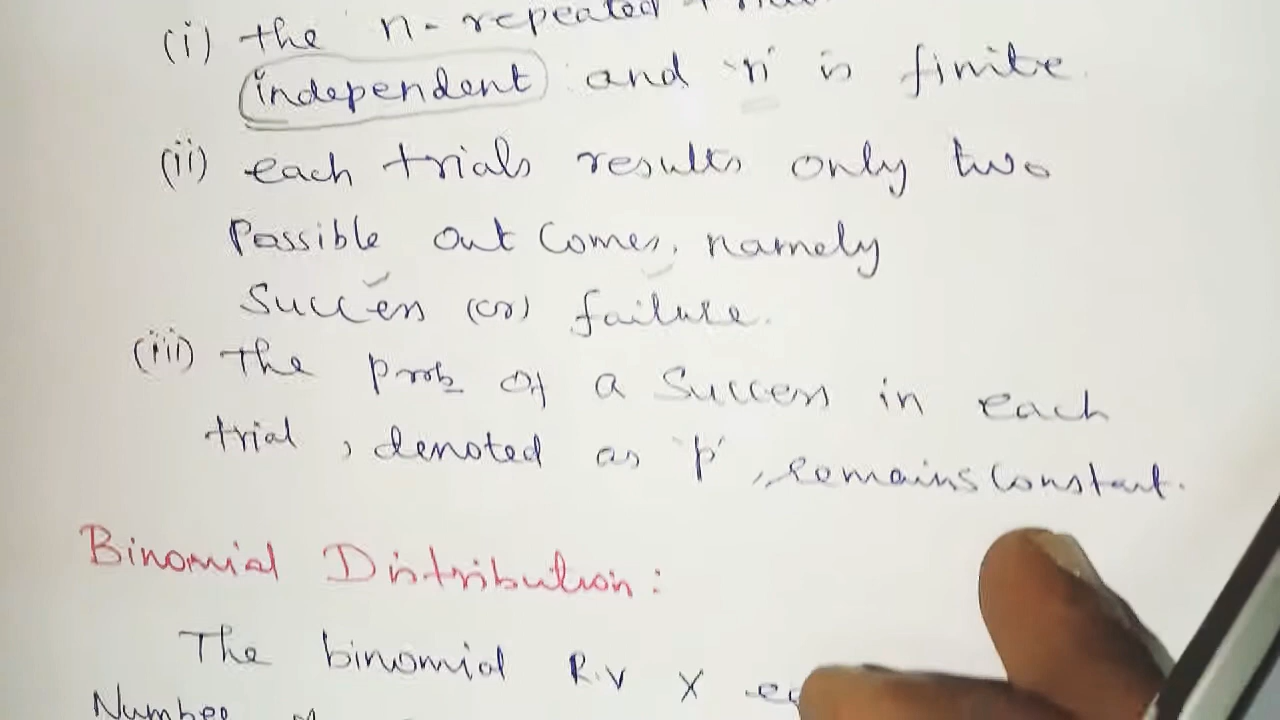 (i) the n- repeated
independent and 'n' is finite.
(ii) each trials results only two
Possible out Comes, namely
Success (or) failure.
(iii) The prob of a Success in each
trial, denoted as 'p', remains Constant.
Binomial Distribution:
The binomial R.V X
Number